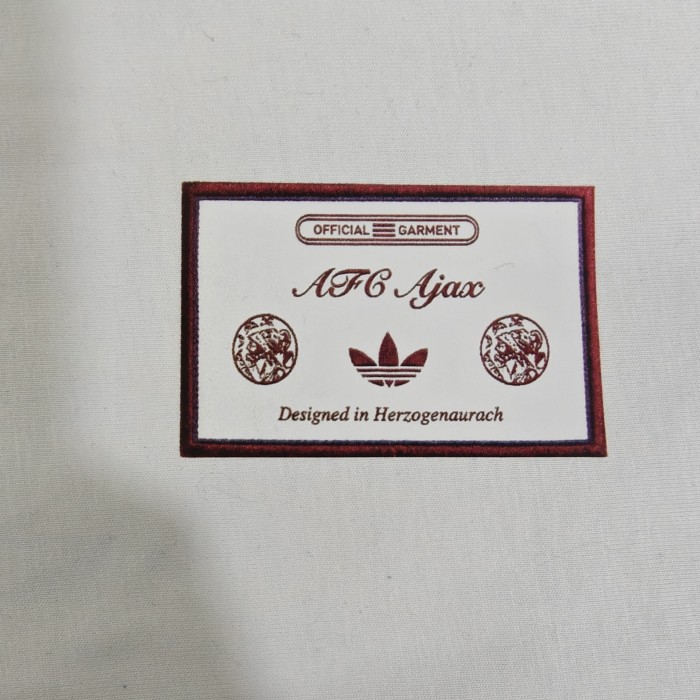 OFFICIAL GARMENT
AFC Ajax
Designed in Herzogenaurach